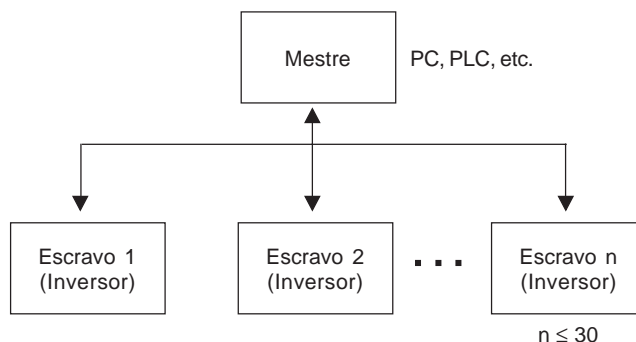 Mestre
PC, PLC, etc.
Escravo 1
(Inversor)
Escravo 2
(Inversor)
...
Escravo n
(Inversor)
n ≤ 30